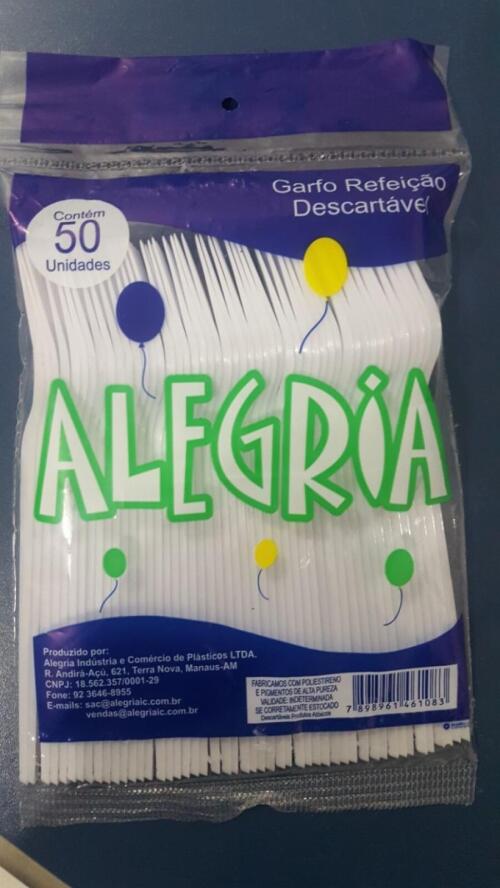 Garfo Refeição
Descartável
Contém
50
Unidades
ALEGRIA
Produzido por:
Alegria Indústria e Comércio de Plásticos LTDA.
R. Andirá-Açú, 621, Terra Nova, Manaus-AM
CNPJ: 18.562.357/0001-29
Fone: 92 3646-8955
E-mails: sac@alegriaic.com.br
vendas@alegriaic.com.br
FABRICAMOS COM POLIESTIRENO
E PIGMENTOS DE ALTA PUREZA
VALIDADE: INDETERMINADA
SE CORRETAMENTE ESTOCADO
Descartáveis Produtos
7 898961 461083